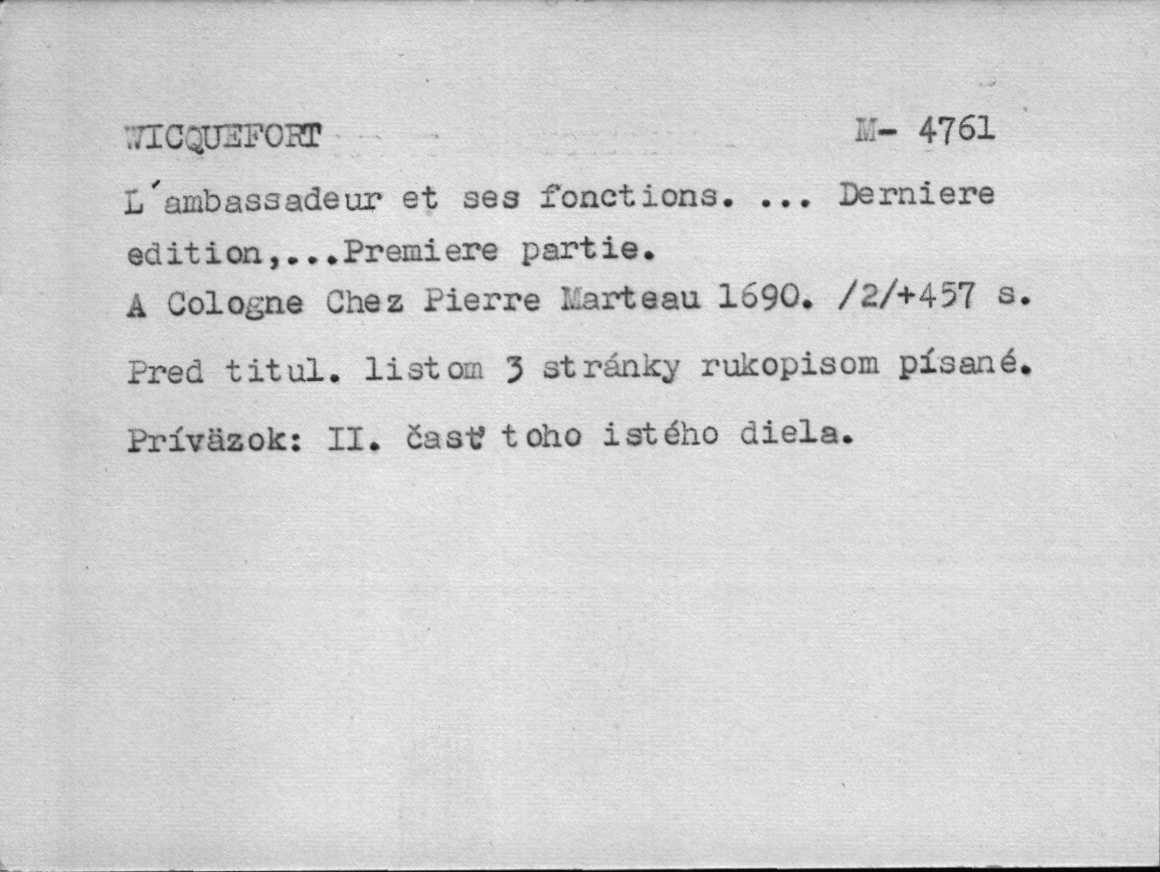 WICQUEFORT M- 4761
L´ambassadeur et ses fonctions. ... Derniere
edition,...Premiere partie.
A Cologne Chez Pierre Marteau 1690. /2/+457 s.
Pred titul. listom 3 stránky rukopisom písané.
Príväzok: II. časť toho istého diela.